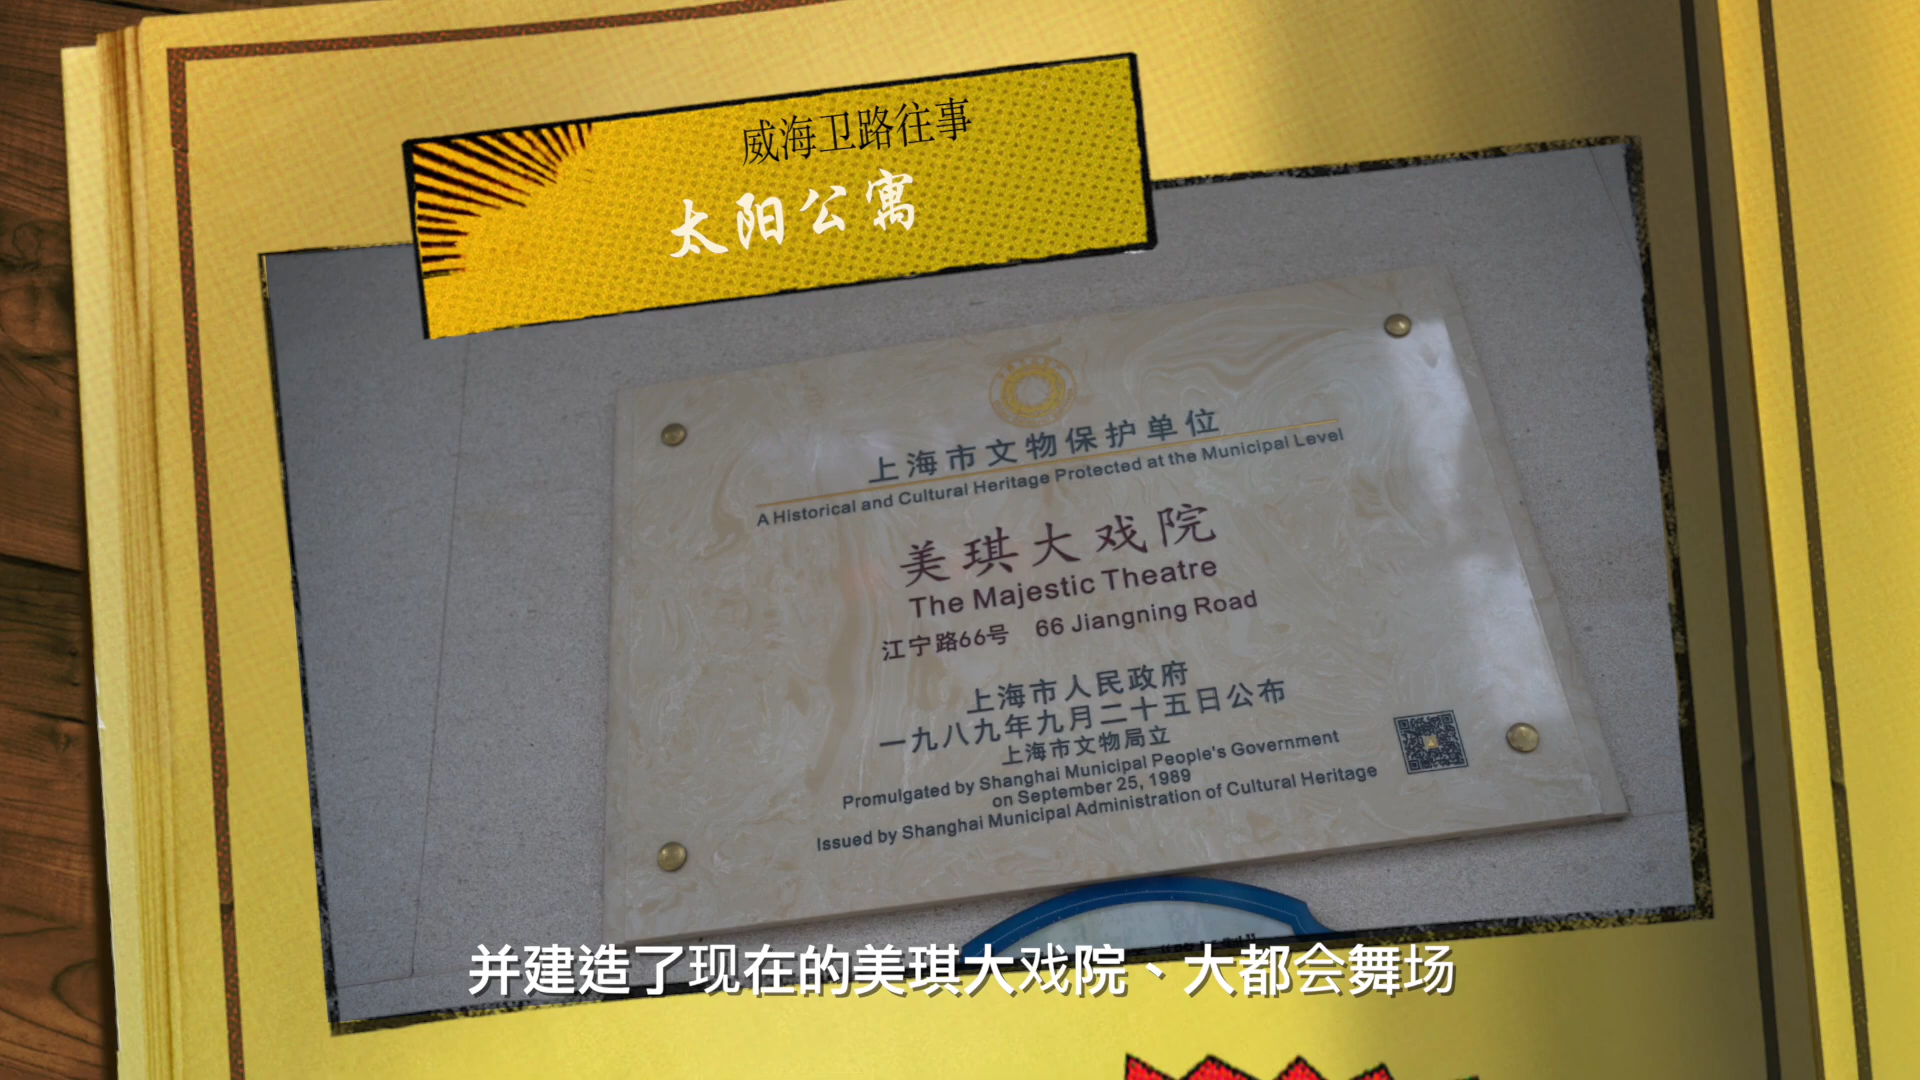 威海卫路往事
太阳公寓
上海市文物保护单位
A Historical and Cultural Heritage Protected at the Municipal Level
美琪大戏院
The Majestic Theatre
江宁路66号 66 Jiangning Road
上海市人民政府
一九八九年九月二十五日公布
上海市文物局立
Promulgated by Shanghai Municipal People's Government
on September 25, 1989
Issued by Shanghai Municipal Administration of Cultural Heritage
并建造了现在的美琪大戏院、大都会舞场